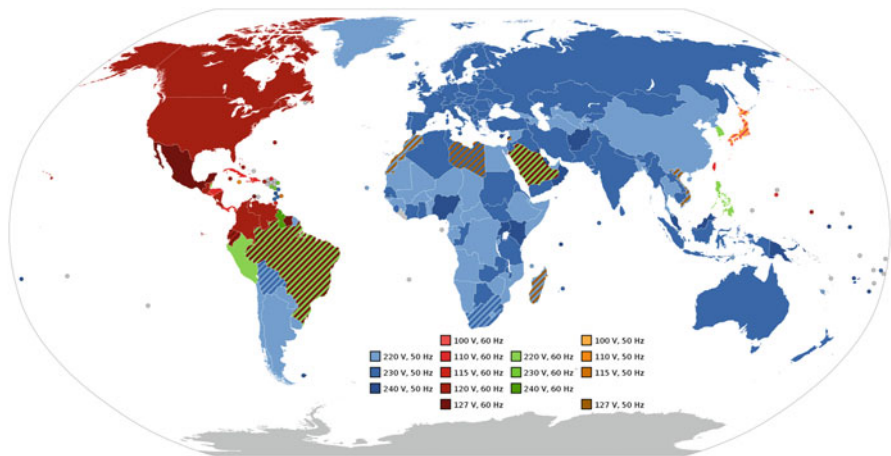 100 V, 60 Hz
100 V, 50 Hz
220 V, 50 Hz
110 V, 60 Hz
220 V, 60 Hz
110 V, 50 Hz
230 V, 50 Hz
115 V, 60 Hz
230 V, 60 Hz
115 V, 50 Hz
240 V, 50 Hz
120 V, 60 Hz
240 V, 60 Hz
127 V, 60 Hz
127 V, 50 Hz